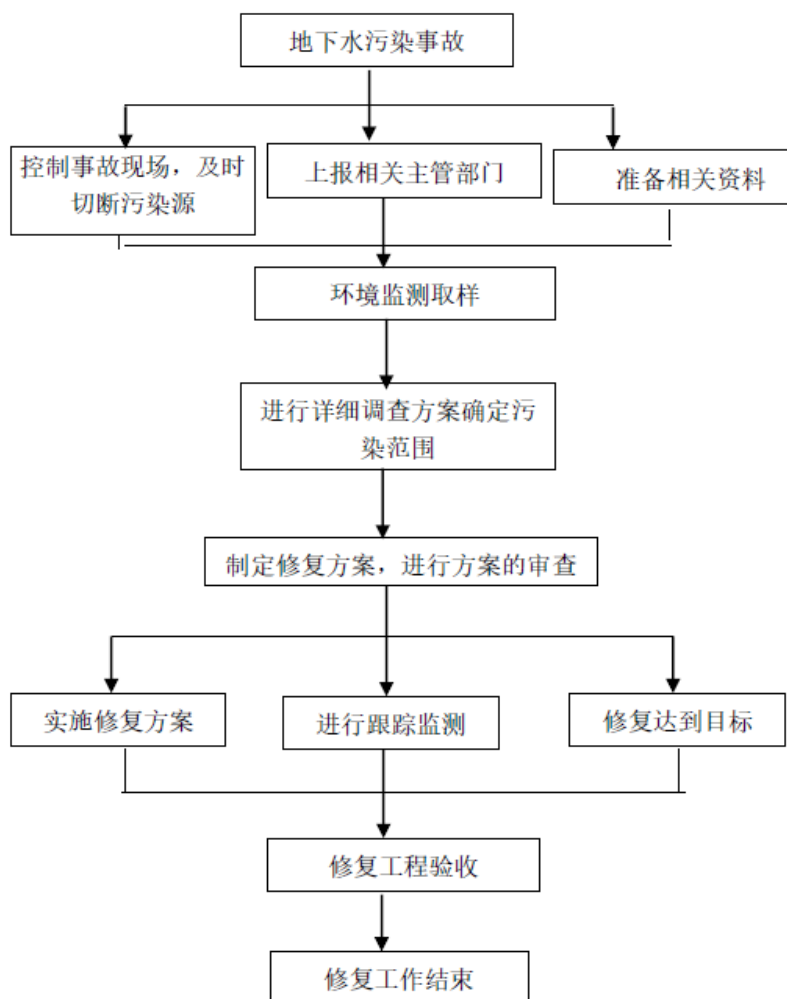 地下水污染事故
控制事故现场，及时
切断污染源
上报相关主管部门
准备相关资料
环境监测取样
进行详细调查方案确定污
染范围
制定修复方案，进行方案的审查
实施修复方案
进行跟踪监测
修复达到目标
修复工程验收
修复工作结束